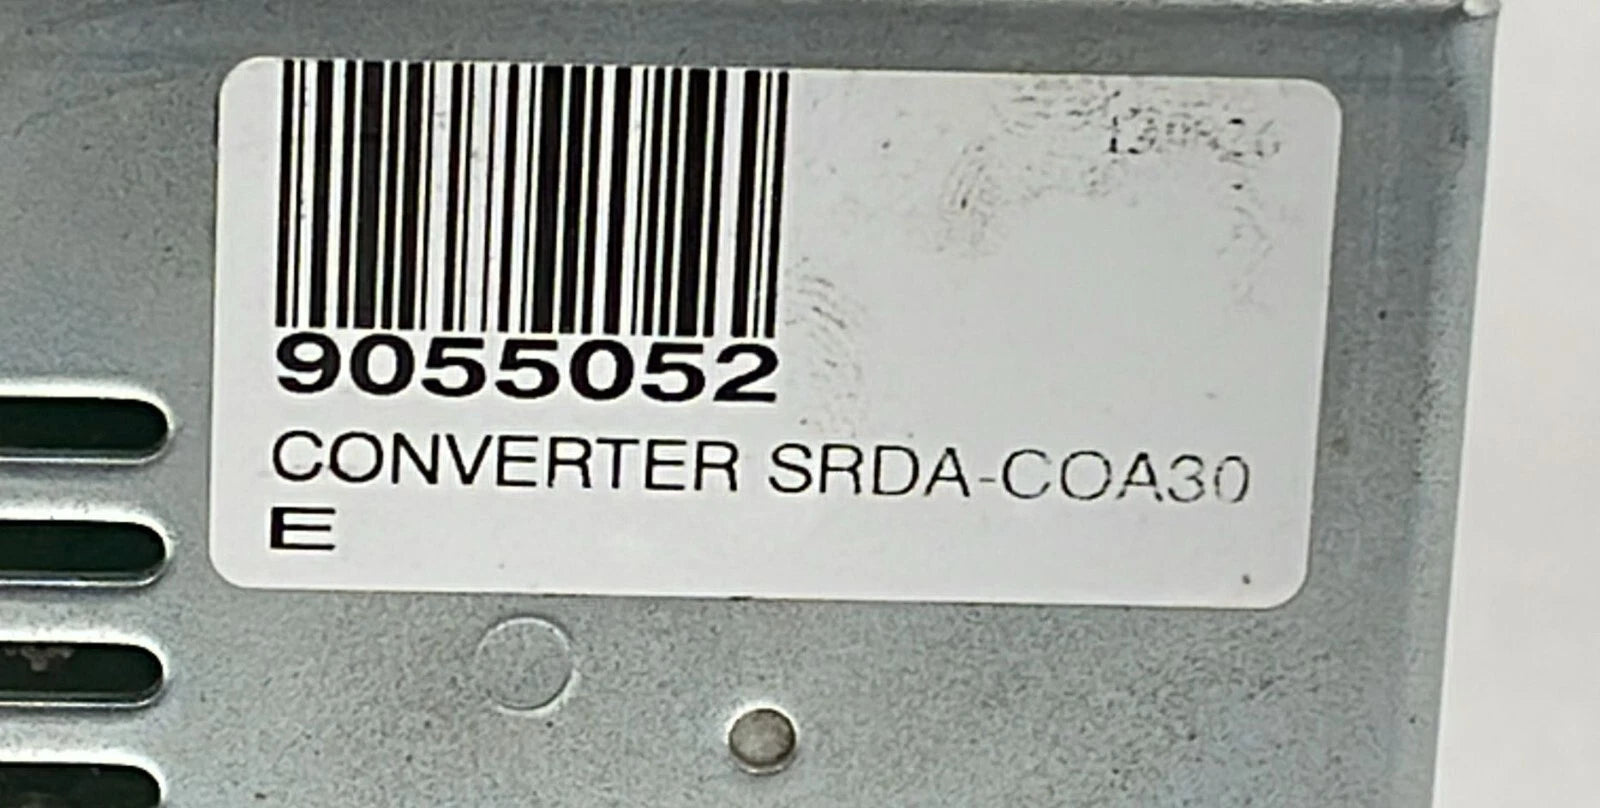 9055052
CONVERTER SRDA-COA30
E